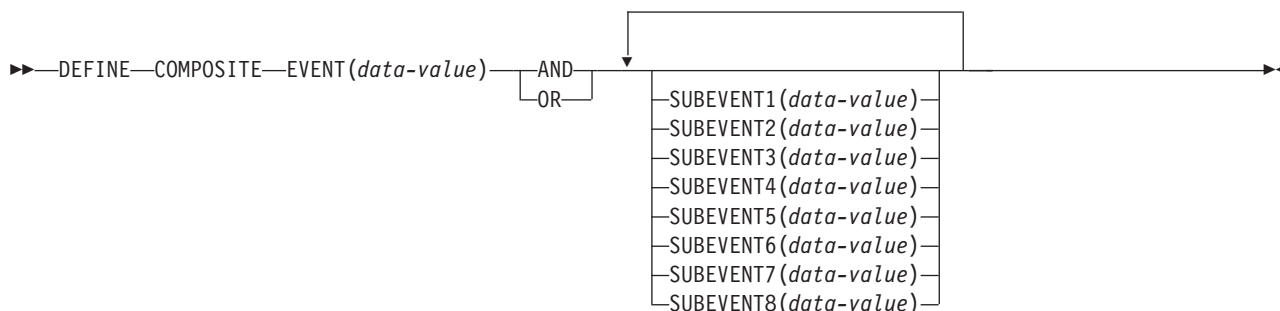 DEFINE COMPOSITE EVENT(data-value) AND
OR
SUBEVENT1(data-value)
SUBEVENT2(data-value)
SUBEVENT3(data-value)
SUBEVENT4(data-value)
SUBEVENT5(data-value)
SUBEVENT6(data-value)
SUBEVENT7(data-value)
SUBEVENT8(data-value)